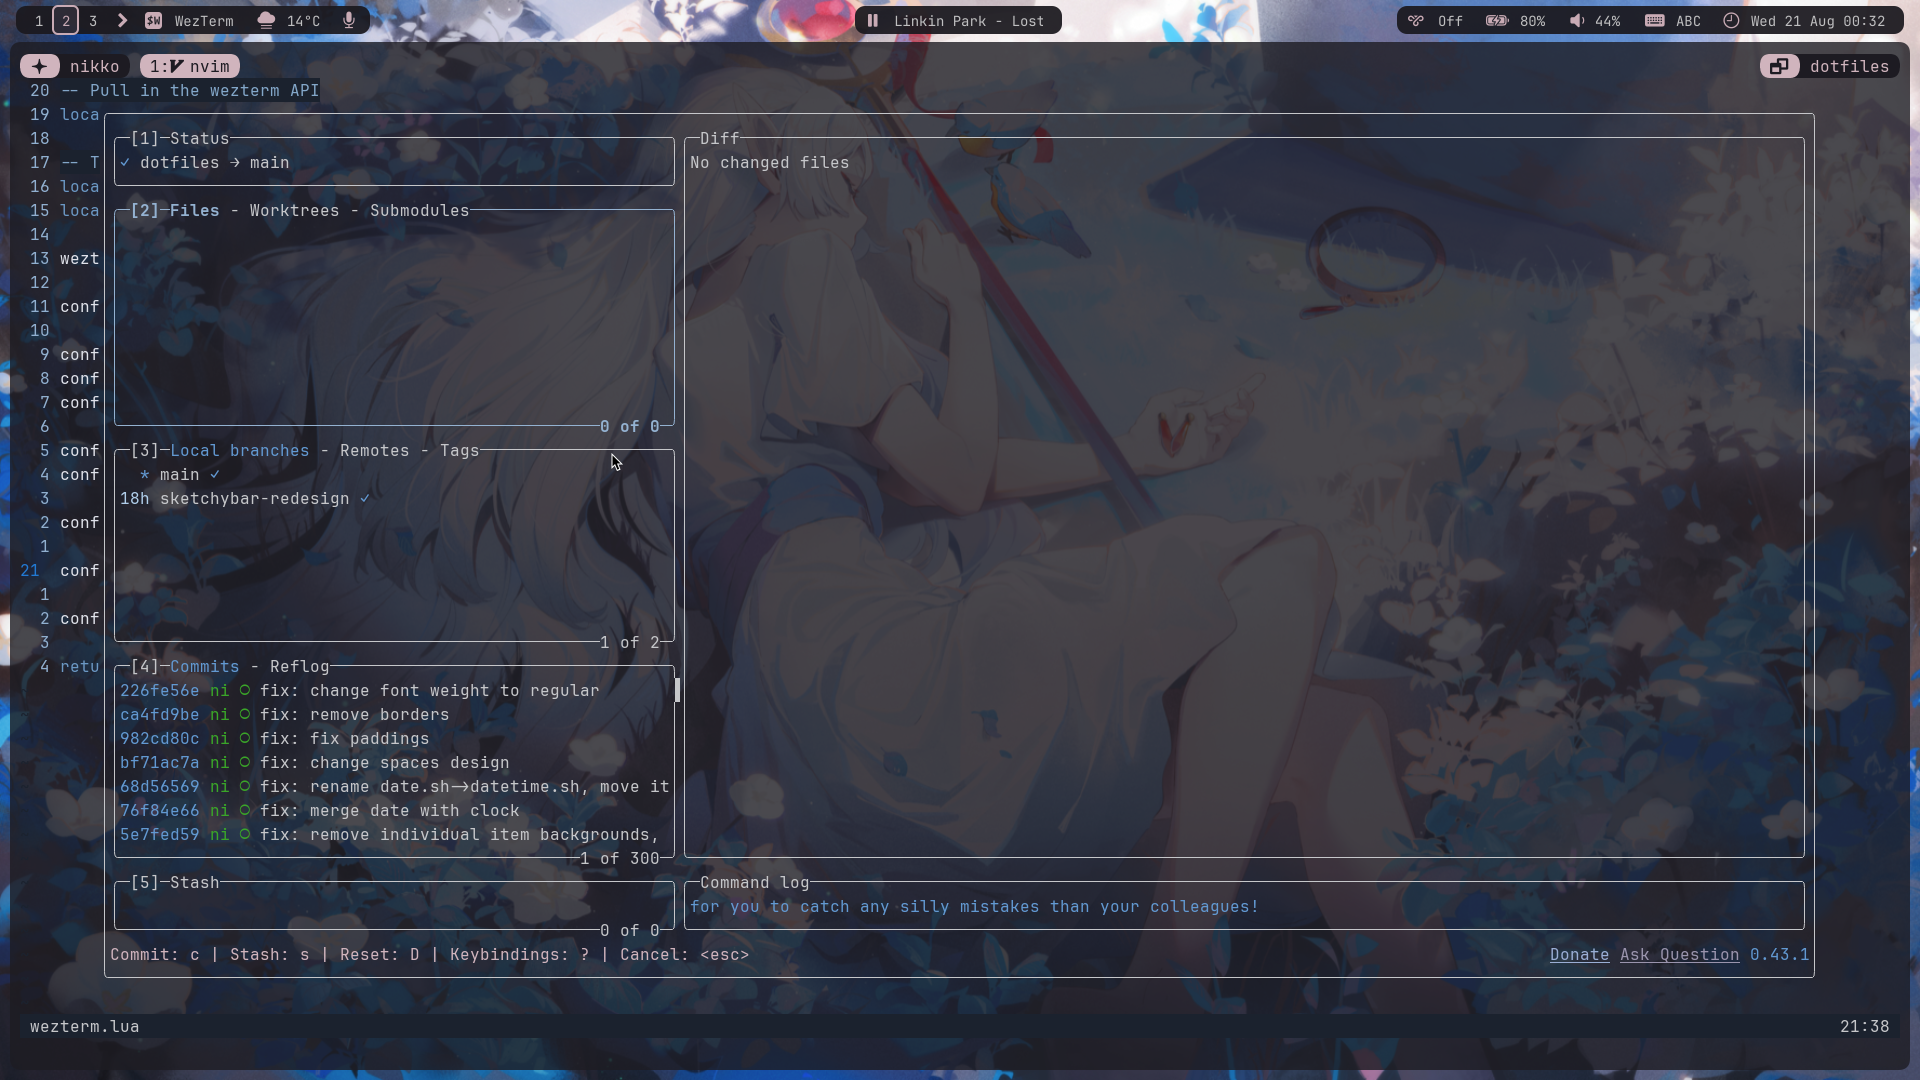 1 2 3 $W WezTerm 14°C
Linkin Park - Lost
Off 80% 44% ABC Wed 21 Aug 00:32
nikko 1: nvim
dotfiles
20 -- Pull in the wezterm API
19 loca
18
17 -- T
16 loca
15 loca
14
13 wezt
12
11 conf
10
9 conf
8 conf
7 conf
6
5 conf
4 conf
3
2 conf
1
21 conf
1
2 conf
3
4 retu
[1]─Status
✓ dotfiles → main
[2]─Files - Worktrees - Submodules
0 of 0
[3]─Local branches - Remotes - Tags
* main ✓
18h sketchybar-redesign ✓
1 of 2
[4]─Commits - Reflog
226fe56e ni ○ fix: change font weight to regular
ca4fd9be ni ○ fix: remove borders
982cd80c ni ○ fix: fix paddings
bf71ac7a ni ○ fix: change spaces design
68d56569 ni ○ fix: rename date.sh->datetime.sh, move it
76f84e66 ni ○ fix: merge date with clock
5e7fed59 ni ○ fix: remove individual item backgrounds,
1 of 300
[5]─Stash
0 of 0
Diff
No changed files
Command log
for you to catch any silly mistakes than your colleagues!
Commit: c | Stash: s | Reset: D | Keybindings: ? | Cancel: <esc>
Donate Ask Question 0.43.1
wezterm.lua
21:38